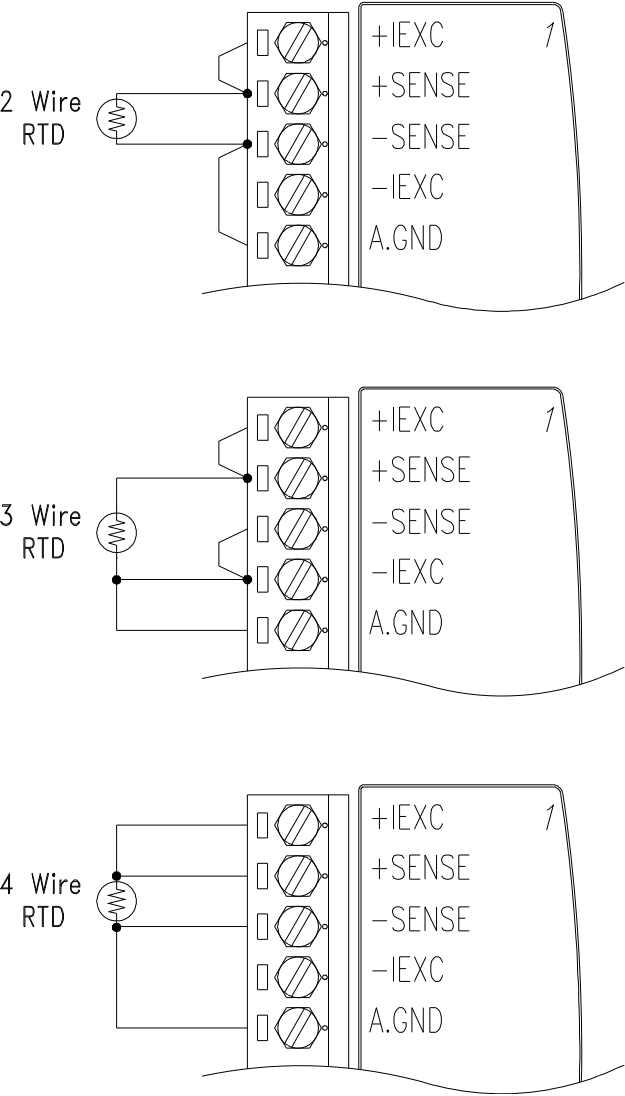 +IEXC 1
+SENSE
2 Wire
RTD
-SENSE
-IEXC
A.GND
+IEXC 1
+SENSE
3 Wire
RTD
-SENSE
-IEXC
A.GND
+IEXC 1
+SENSE
4 Wire
RTD
-SENSE
-IEXC
A.GND